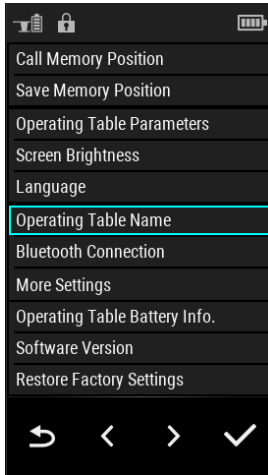 Call Memory Position
Save Memory Position
Operating Table Parameters
Screen Brightness
Language
Operating Table Name
Bluetooth Connection
More Settings
Operating Table Battery Info.
Software Version
Restore Factory Settings